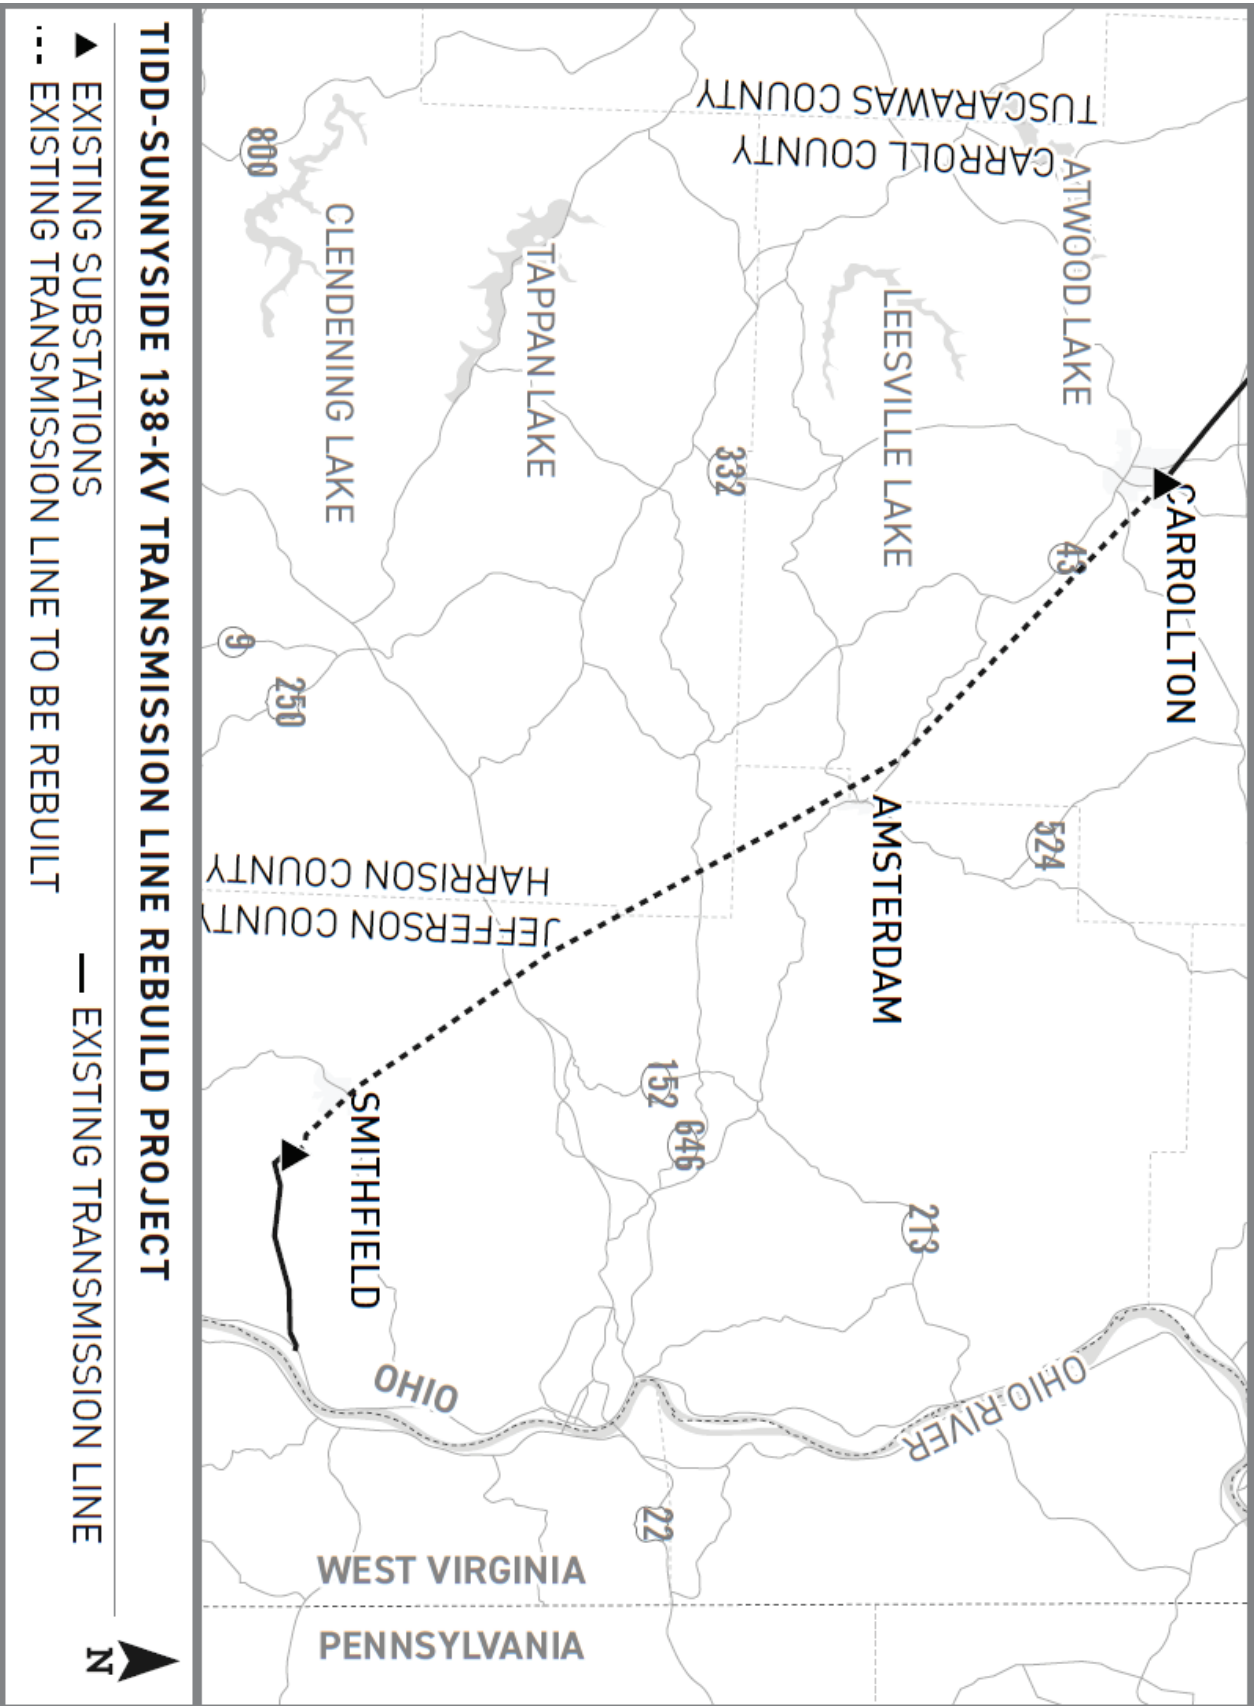 TUSCARAWAS COUNTY
CARROLL COUNTY
ATWOOD LAKE
LEESVILLE LAKE
TAPPAN LAKE
CLENDENING LAKE
800
332
43
CARROLLTON
9
250
524
AMSTERDAM
HARRISON COUNTY
JEFFERSON COUNTY
152
646
213
SMITHFIELD
OHIO
OHIO RIVER
22
WEST VIRGINIA
PENNSYLVANIA
TIDD-SUNNYSIDE 138-KV TRANSMISSION LINE REBUILD PROJECT
EXISTING SUBSTATIONS
EXISTING TRANSMISSION LINE
EXISTING TRANSMISSION LINE TO BE REBUILT
N